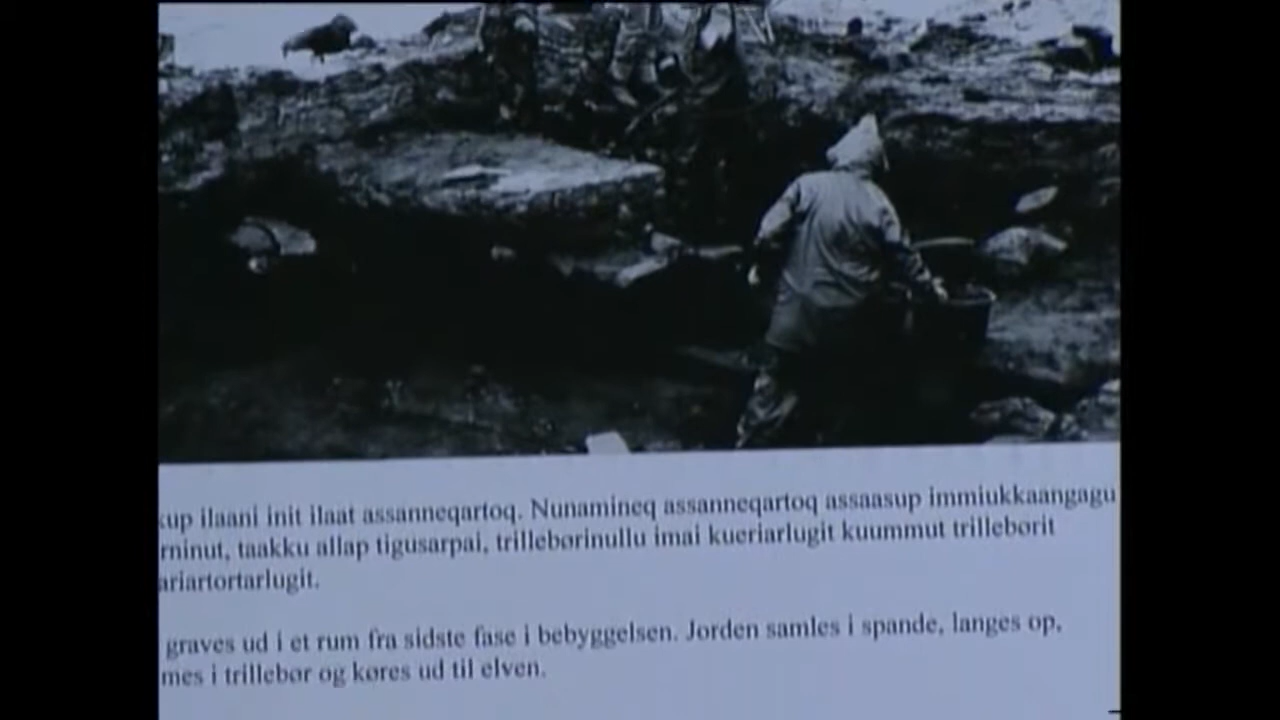 kup ilaani init ilaat assanneqartoq. Nunamineq assanneqartoq assaasup immiukkaangagu
rninut, taakku allap tigusarpai, trillebørinullu imai kueriarlugit kuummut trillebørit
ariartortarlugit.
graves ud i et rum fra sidste fase i bebyggelsen. Jorden samles i spande, langes op,
mes i trillebør og køres ud til elven.